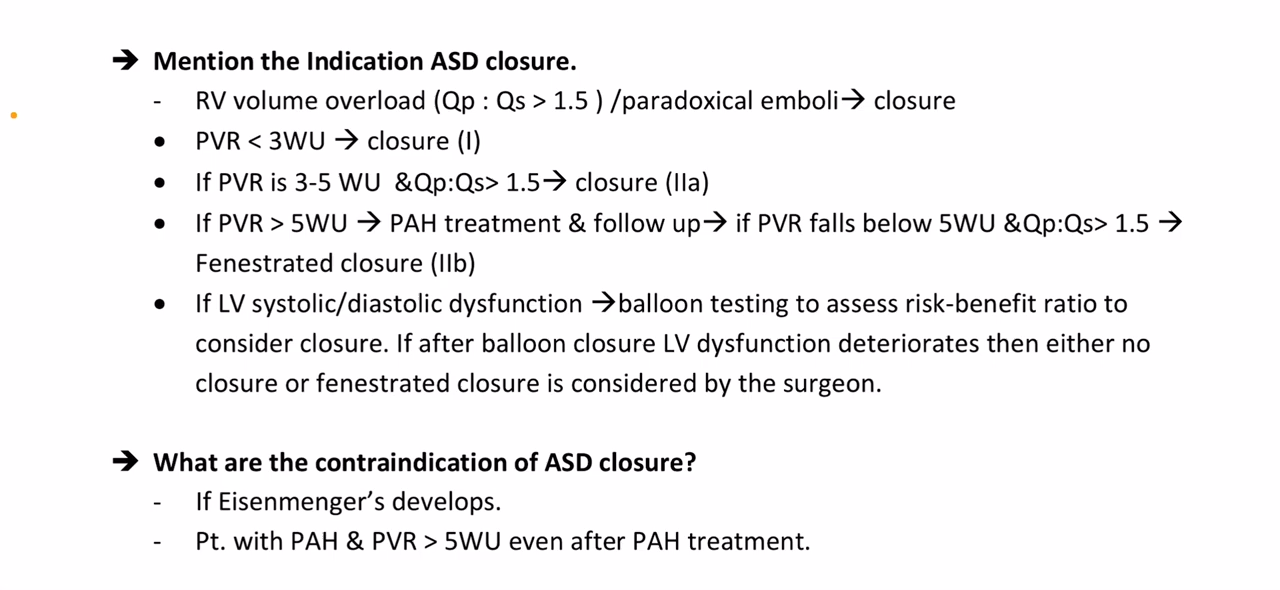 ➔ Mention the Indication ASD closure.
- RV volume overload (Qp : Qs > 1.5 ) /paradoxical emboli→ closure
• PVR < 3WU → closure (I)
• If PVR is 3-5 WU &Qp:Qs> 1.5→ closure (IIa)
• If PVR > 5WU → PAH treatment & follow up→ if PVR falls below 5WU &Qp:Qs> 1.5 →
Fenestrated closure (IIb)
• If LV systolic/diastolic dysfunction →balloon testing to assess risk-benefit ratio to
consider closure. If after balloon closure LV dysfunction deteriorates then either no
closure or fenestrated closure is considered by the surgeon.
➔ What are the contraindication of ASD closure?
- If Eisenmenger’s develops.
- Pt. with PAH & PVR > 5WU even after PAH treatment.